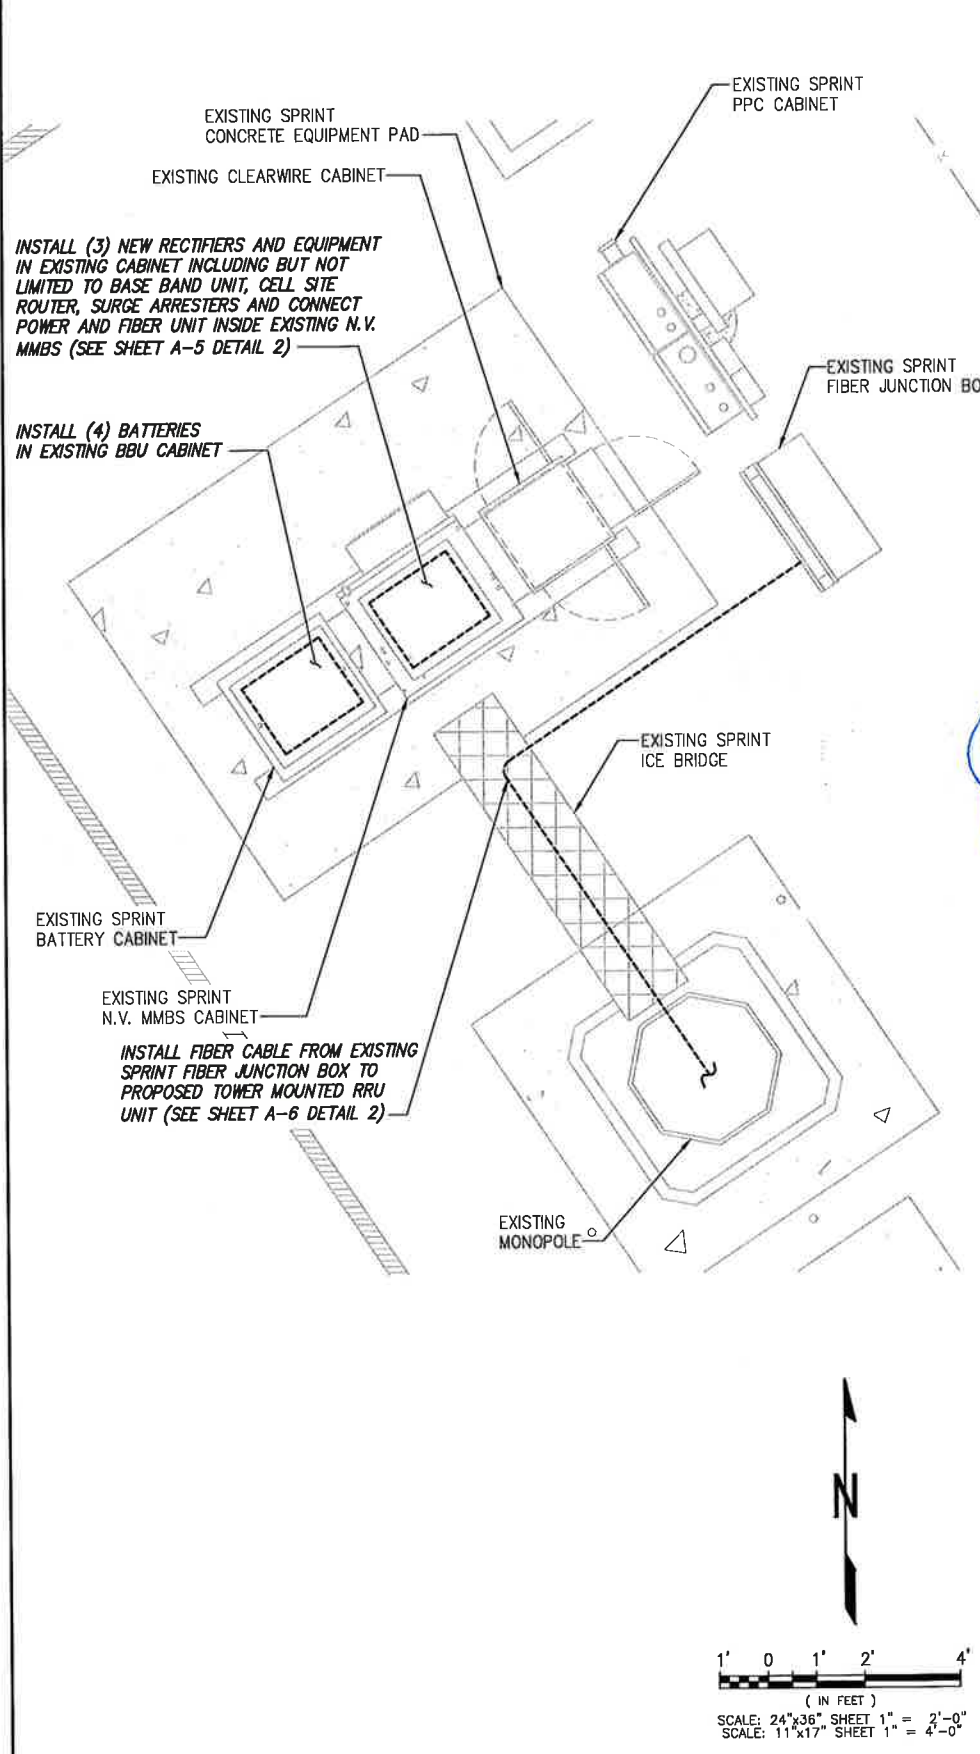 EXISTING SPRINT
PPC CABINET
EXISTING SPRINT
CONCRETE EQUIPMENT PAD
EXISTING CLEARWIRE CABINET
INSTALL (3) NEW RECTIFIERS AND EQUIPMENT
IN EXISTING CABINET INCLUDING BUT NOT
LIMITED TO BASE BAND UNIT, CELL SITE
ROUTER, SURGE ARRESTERS AND CONNECT
POWER AND FIBER UNIT INSIDE EXISTING N.V.
MMBS (SEE SHEET A-5 DETAIL 2)
EXISTING SPRINT
FIBER JUNCTION BO
INSTALL (4) BATTERIES
IN EXISTING BBU CABINET
EXISTING SPRINT
ICE BRIDGE
EXISTING SPRINT
BATTERY CABINET
EXISTING SPRINT
N.V. MMBS CABINET
INSTALL FIBER CABLE FROM EXISTING
SPRINT FIBER JUNCTION BOX TO
PROPOSED TOWER MOUNTED RRU
UNIT (SEE SHEET A-6 DETAIL 2)
EXISTING
MONOPOLE
N
1' 0 1' 2' 4'
( IN FEET )
SCALE: 24"x36" SHEET 1" = 2'-0"
SCALE: 11"x17" SHEET 1" = 4'-0"